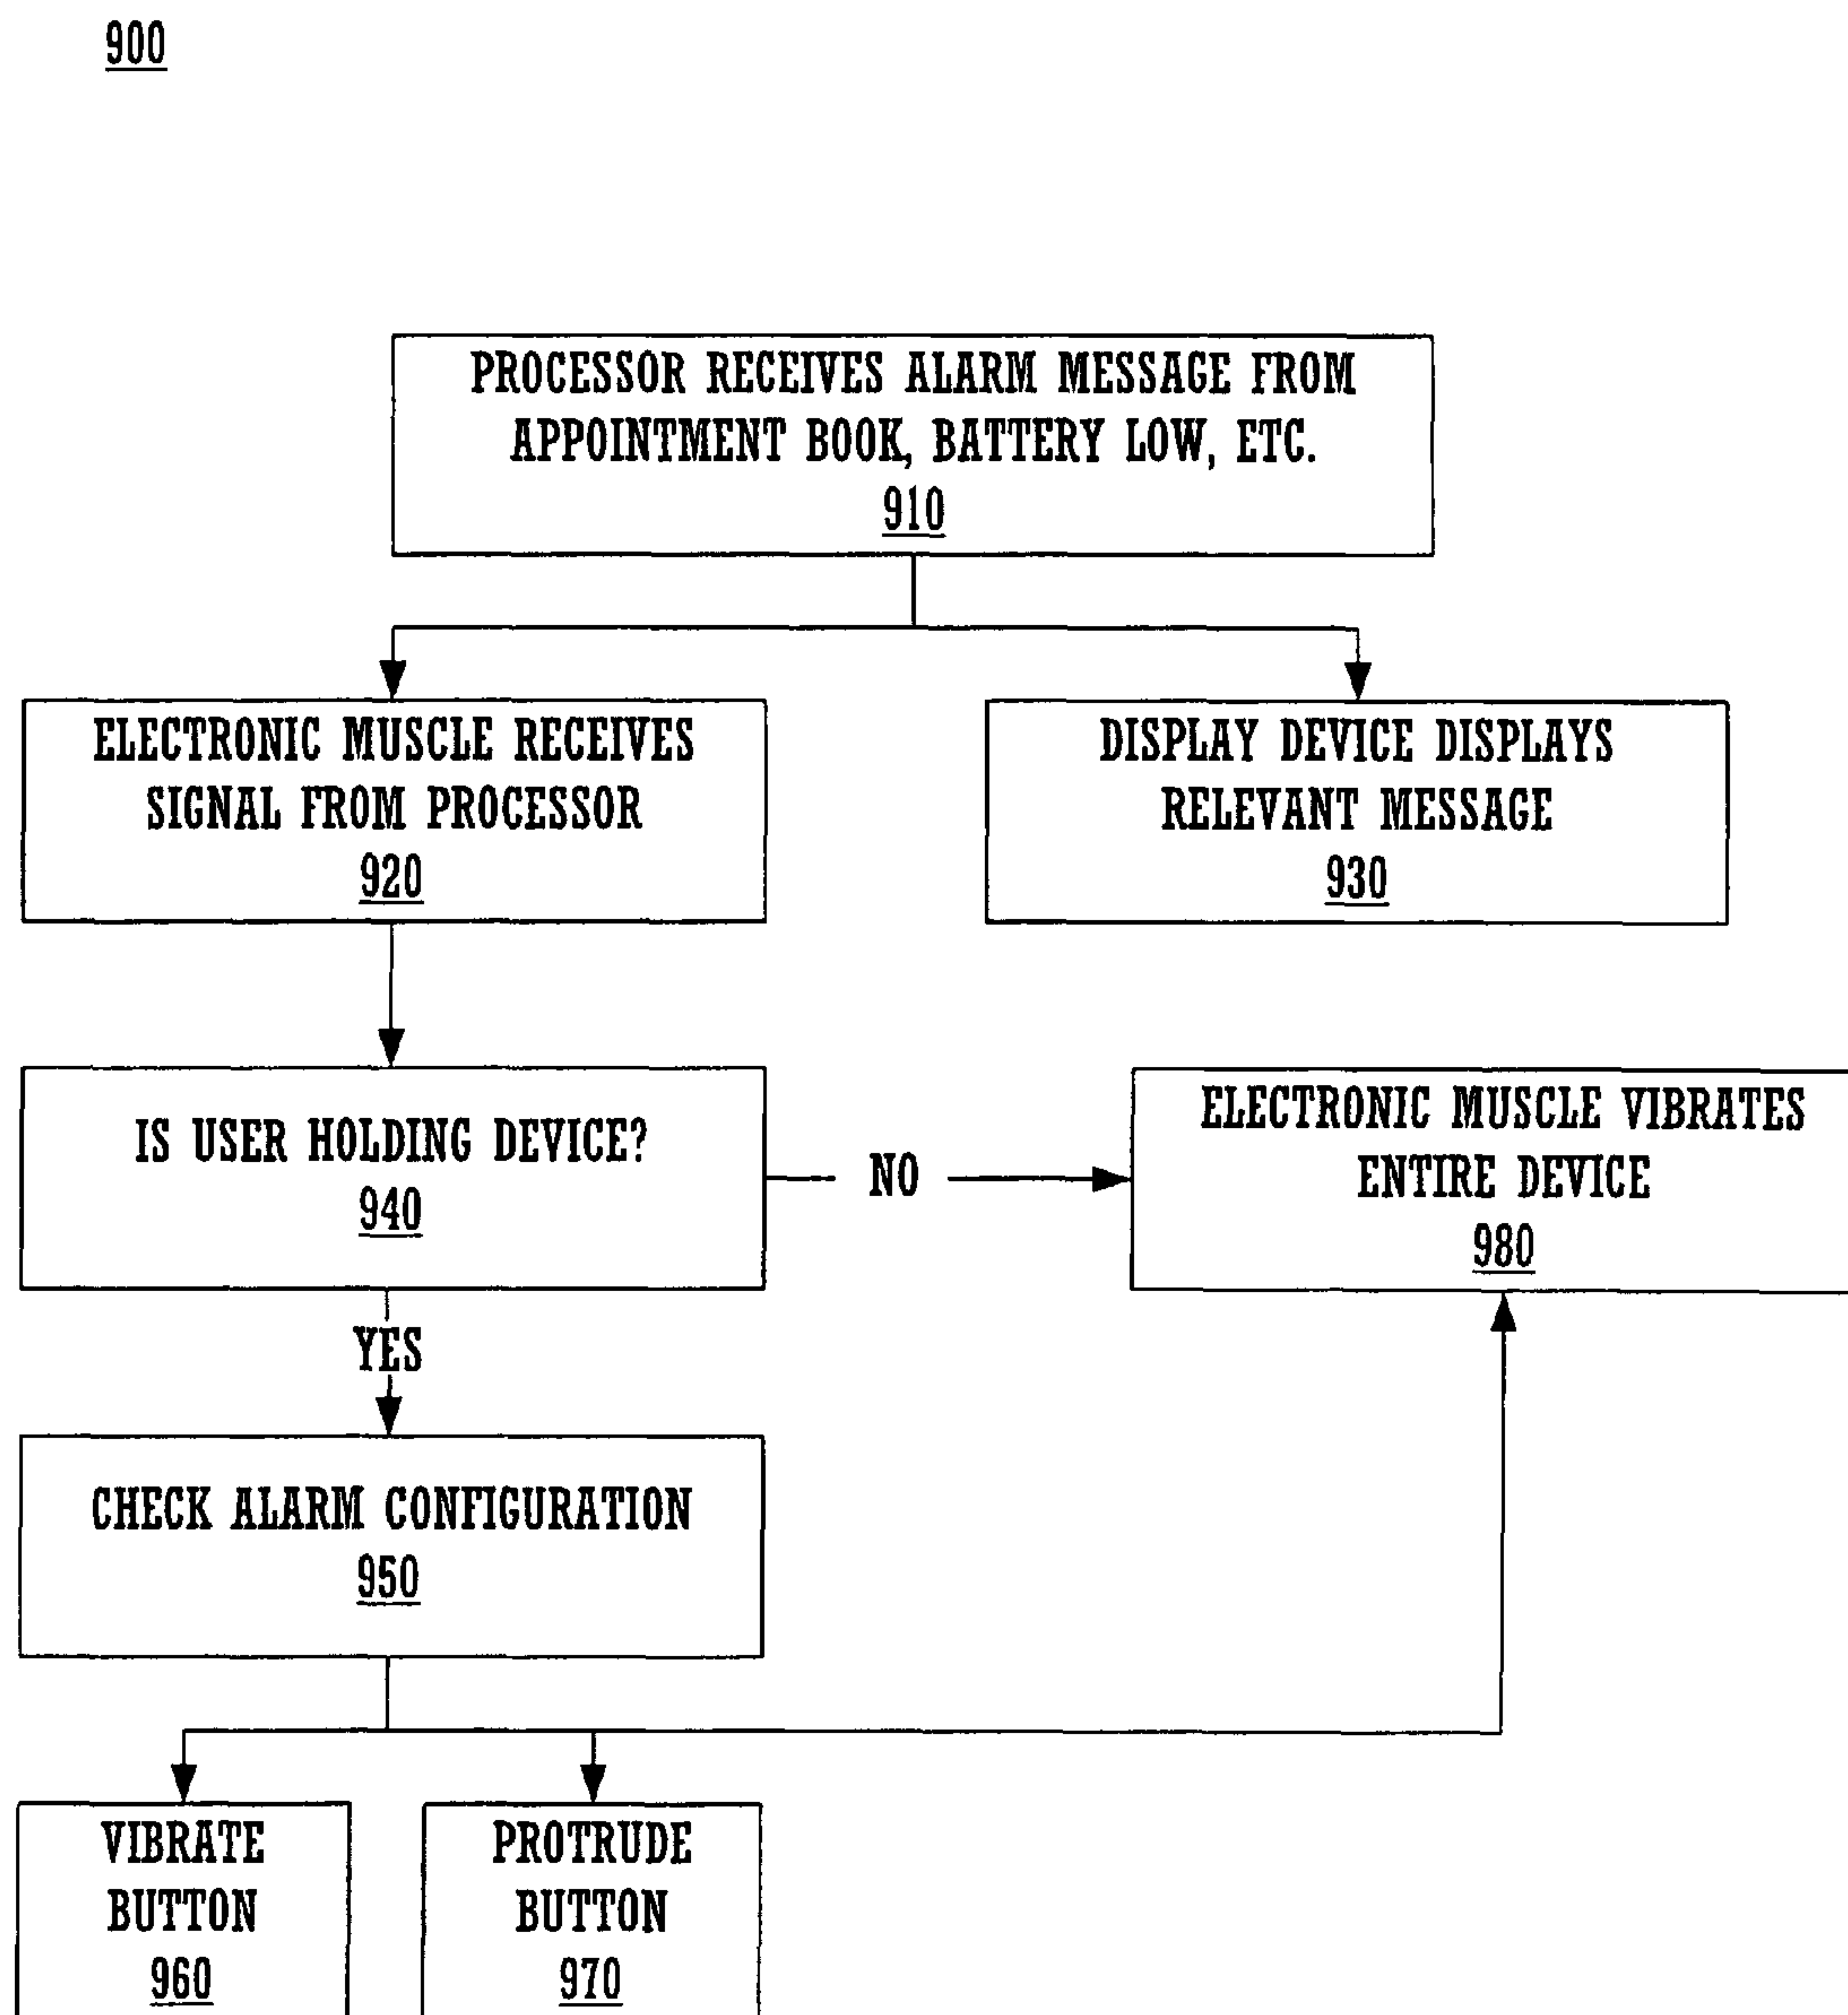 900
PROCESSOR RECEIVES ALARM MESSAGE FROM
APPOINTMENT BOOK, BATTERY LOW, ETC.
910
ELECTRONIC MUSCLE RECEIVES
SIGNAL FROM PROCESSOR
920
DISPLAY DEVICE DISPLAYS
RELEVANT MESSAGE
930
IS USER HOLDING DEVICE?
940
NO
ELECTRONIC MUSCLE VIBRATES
ENTIRE DEVICE
980
YES
CHECK ALARM CONFIGURATION
950
VIBRATE
BUTTON
960
PROTRUDE
BUTTON
970